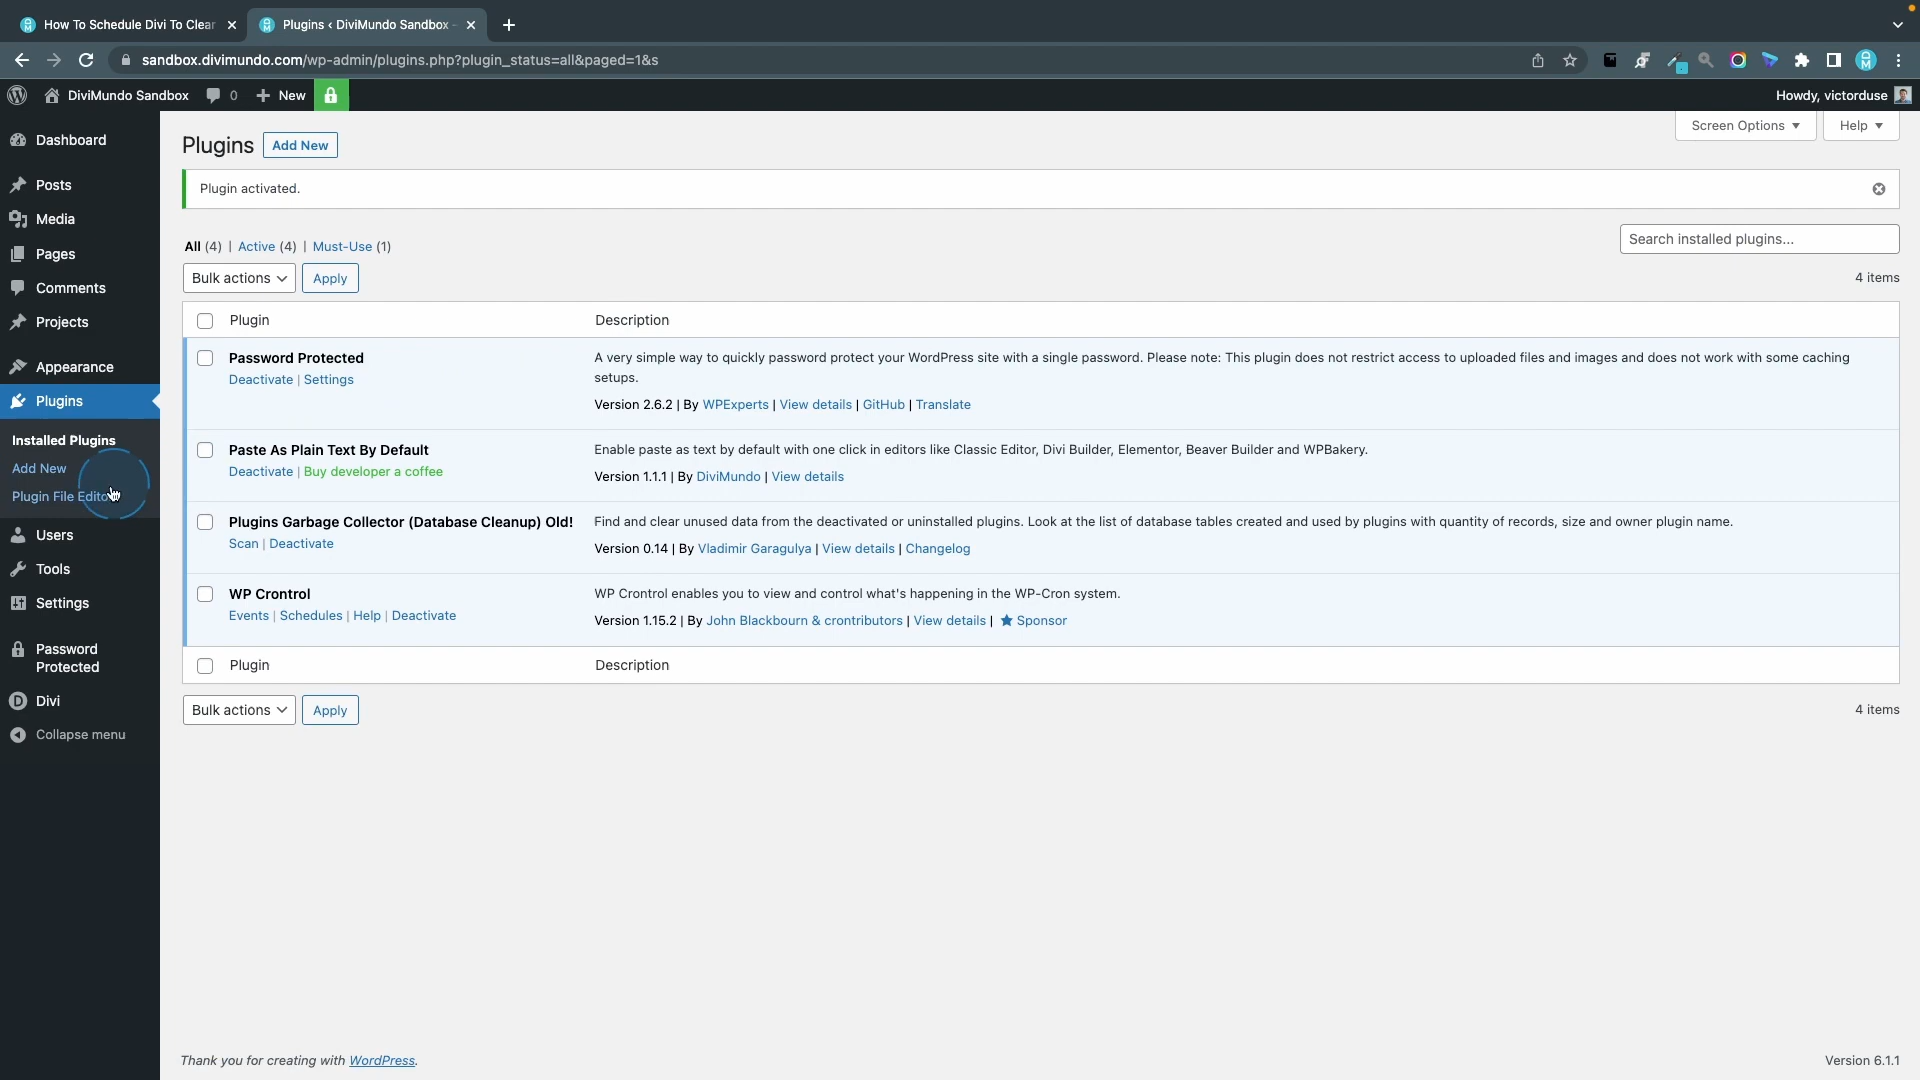 How To Schedule Divi To Clear
Plugins ‹ DiviMundo Sandbox -
sandbox.divimundo.com/wp-admin/plugins.php?plugin_status=all&paged=1&s
DiviMundo Sandbox 0 New
Howdy, victorduse
Dashboard
Posts
Media
Pages
Comments
Projects
Appearance
Plugins
Installed Plugins
Add New
Plugin File Editor
Users
Tools
Settings
Password
Protected
Divi
Collapse menu
Screen Options Help
Plugins Add New
Plugin activated.
All (4) | Active (4) | Must-Use (1)
Search installed plugins...
Bulk actions Apply
4 items
Plugin Description
Password Protected
Deactivate | Settings
A very simple way to quickly password protect your WordPress site with a single password. Please note: This plugin does not restrict access to uploaded files and images and does not work with some caching
setups.
Version 2.6.2 | By WPExperts | View details | GitHub | Translate
Paste As Plain Text By Default
Deactivate | Buy developer a coffee
Enable paste as text by default with one click in editors like Classic Editor, Divi Builder, Elementor, Beaver Builder and WPBakery.
Version 1.1.1 | By DiviMundo | View details
Plugins Garbage Collector (Database Cleanup) Old!
Scan | Deactivate
Find and clear unused data from the deactivated or uninstalled plugins. Look at the list of database tables created and used by plugins with quantity of records, size and owner plugin name.
Version 0.14 | By Vladimir Garagulya | View details | Changelog
WP Crontrol
Events | Schedules | Help | Deactivate
WP Crontrol enables you to view and control what's happening in the WP-Cron system.
Version 1.15.2 | By John Blackbourn & crontributors | View details | ★ Sponsor
Plugin Description
Bulk actions Apply
4 items
Thank you for creating with WordPress.
Version 6.1.1